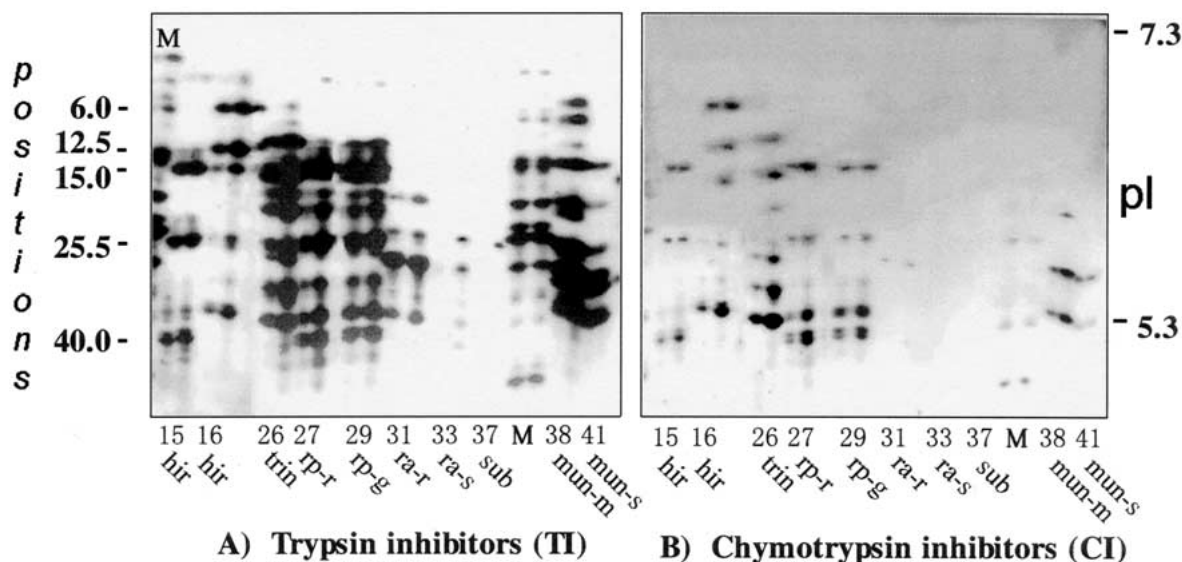 positions
M
6.0 -
12.5 -
15.0 -
25.5 -
40.0 -
- 7.3
pI
- 5.3
15 16 26 27 29 31 33 37 M 38 41
hir hir trin rp-r rp-g ra-r ra-s sub mun-m mun-s
15 16 26 27 29 31 33 37 M 38 41
hir hir trin rp-r rp-g ra-r ra-s sub mun-m mun-s
A) Trypsin inhibitors (TI)
B) Chymotrypsin inhibitors (CI)